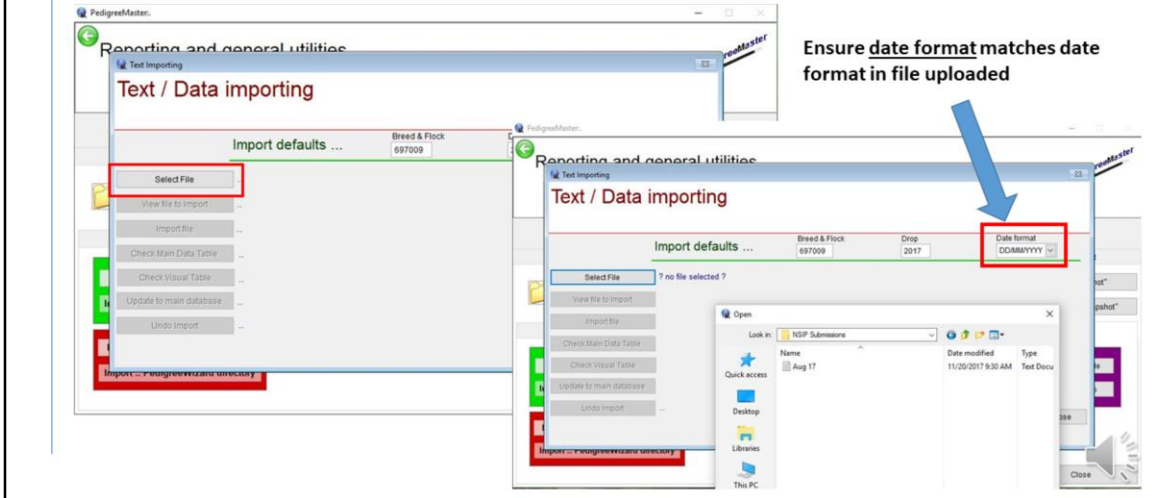 PedigreeMaster:.
Reporting and general utilities
Text Importing
Text / Data importing
Import defaults ...
Breed & Flock
697009
Select File
..
View file to Import
..
Import file
Check Main Data Table
..
Check Visual Table
Update to main database
..
Undo Import
..
Import .. PedigreeWizard directory
Ensure date format matches date
format in file uploaded
PedigreeMaster:.
Reporting and general utilities
Text Importing
Text / Data importing
Import defaults ...
Breed & Flock
697009
Drop
2017
Date format
DD/MM/YYYY
Select File
? no file selected ?
View file to Import
Import file
Check Main Data Table
Check Visual Table
Update to main database
Undo Import
...
Import .. PedigreeWizard directory
Open
Look in:
NSIP Submissions
Name
Date modified
Type
Aug 17
11/20/2017 9:30 AM
Text Docu
Quick access
Desktop
Libraries
This PC
Close